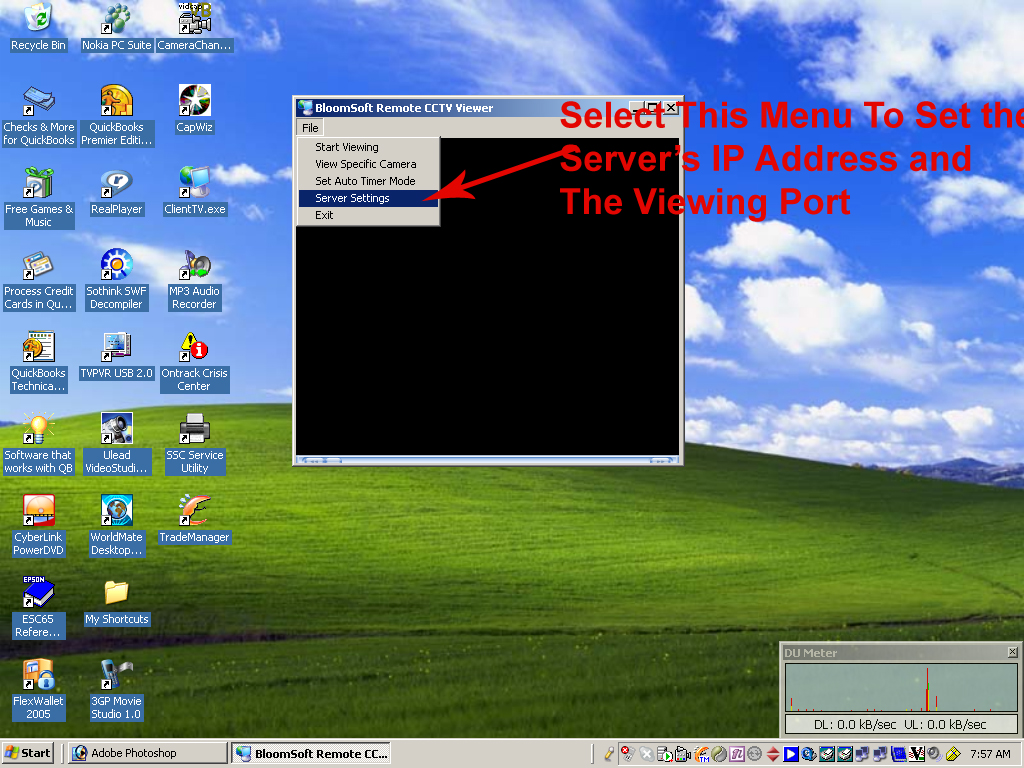 Recycle Bin
Nokia PC Suite
vidcap
CameraChan...
Checks & More
for QuickBooks
QuickBooks
Premier Editi...
CapWiz
Free Games &
Music
RealPlayer
ClientTV.exe
Process Credit
Cards in Qu...
Sothink SWF
Decompiler
MP3 Audio
Recorder
QuickBooks
Technica...
TVPVR USB 2.0
Ontrack Crisis
Center
Software that
works with QB
Ulead
VideoStudi...
SSC Service
Utility
CyberLink
PowerDVD
WorldMate
Desktop...
TradeManager
EPSON
ESC65
Refere...
My Shortcuts
FlexWallet
2005
3GP Movie
Studio 1.0
BloomSoft Remote CCTV Viewer
File
Start Viewing
View Specific Camera
Set Auto Timer Mode
Server Settings
Exit
Select This Menu To Set the
Server's IP Address and
The Viewing Port
DU Meter
DL: 0.0 kB/sec UL: 0.0 kB/sec
Start
Adobe Photoshop
BloomSoft Remote CC...
TM
7:57 AM